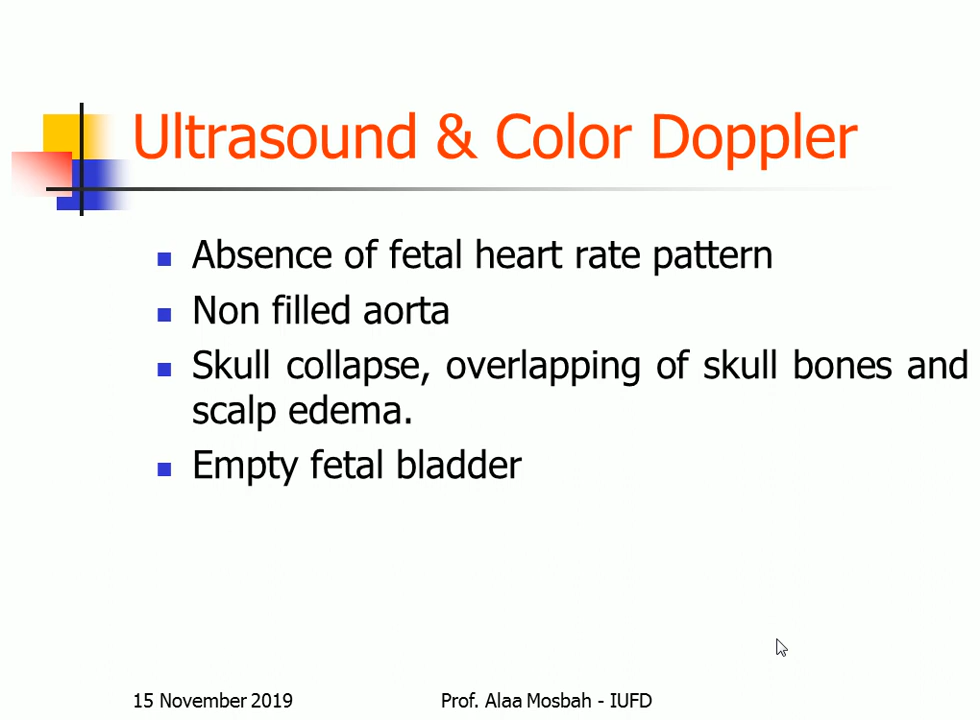 Ultrasound & Color Doppler
Absence of fetal heart rate pattern
Non filled aorta
Skull collapse, overlapping of skull bones and
scalp edema.
Empty fetal bladder
15 November 2019
Prof. Alaa Mosbah - IUFD